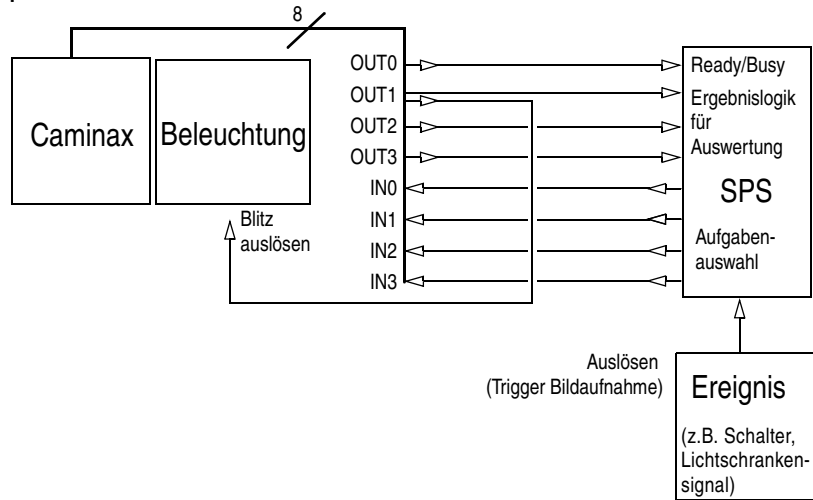 8
Caminax
Beleuchtung
OUT0
OUT1
OUT2
OUT3
IN0
IN1
IN2
IN3
Blitz
auslösen
Ready/Busy
Ergebnislogik
für
Auswertung
SPS
Aufgaben-
auswahl
Auslösen
(Trigger Bildaufnahme)
Ereignis
(z.B. Schalter,
Lichtschranken-
signal)